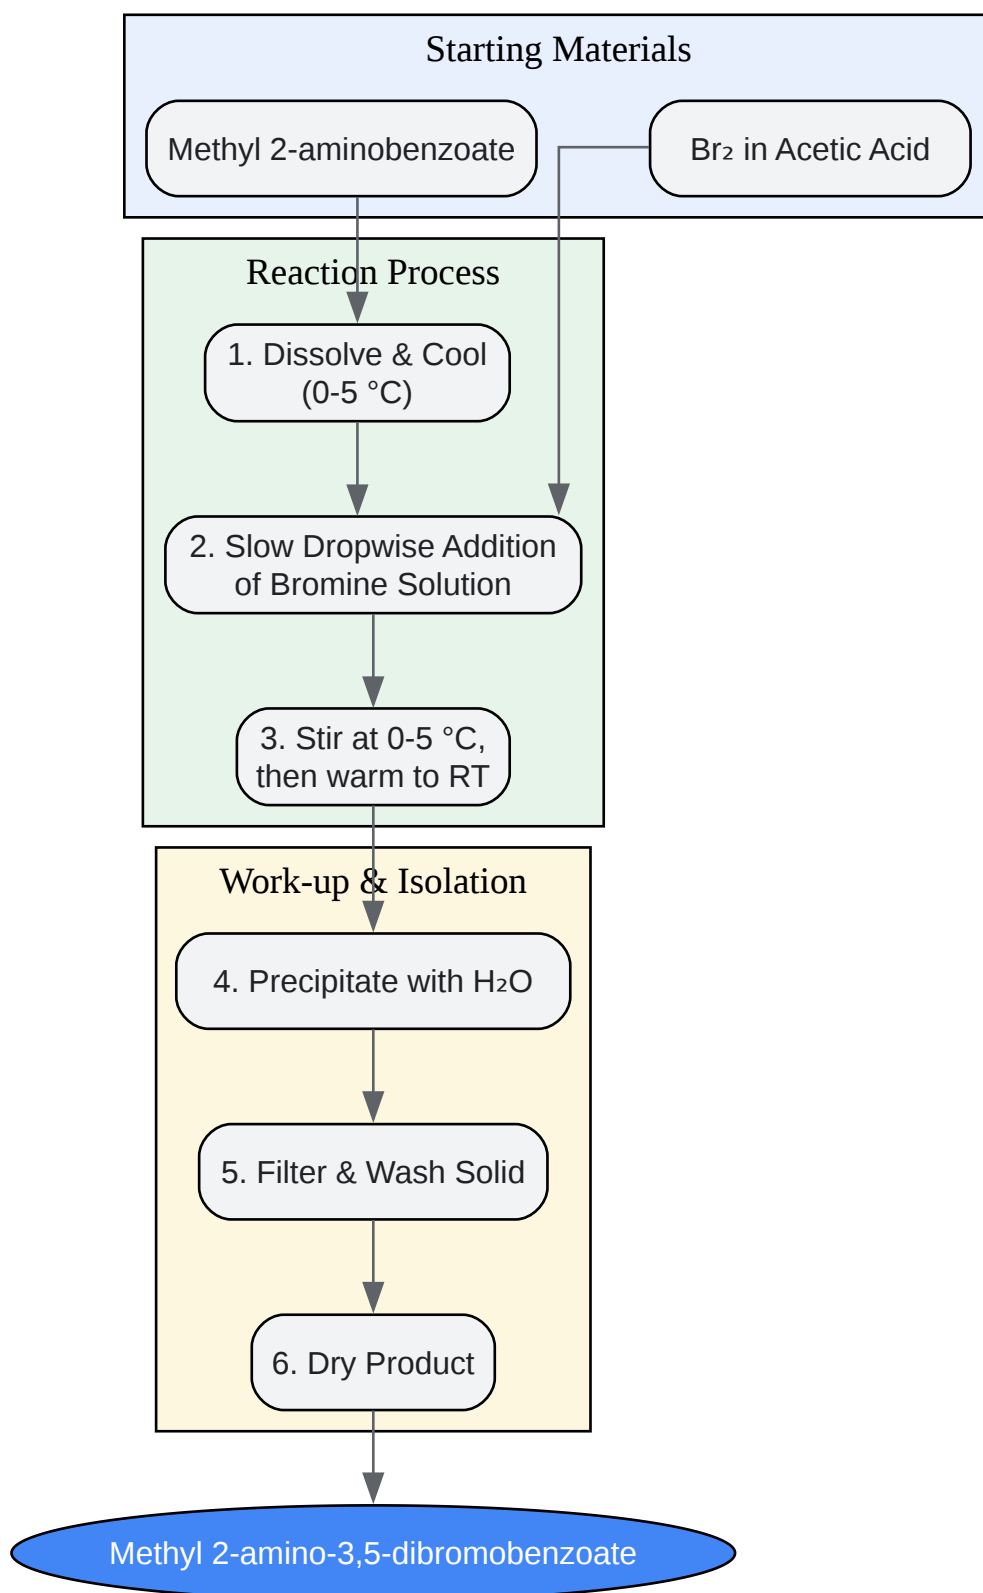 Starting Materials
Methyl 2-aminobenzoate
Br₂ in Acetic Acid
Reaction Process
1. Dissolve & Cool
(0-5 °C)
2. Slow Dropwise Addition
of Bromine Solution
3. Stir at 0-5 °C,
then warm to RT
Work-up & Isolation
4. Precipitate with H₂O
5. Filter & Wash Solid
6. Dry Product
Methyl 2-amino-3,5-dibromobenzoate